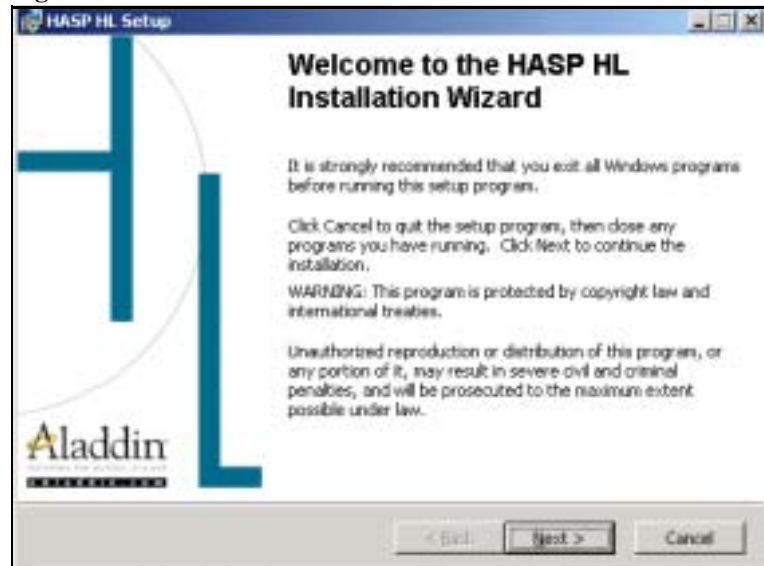 HASP HL Setup
Welcome to the HASP HL
Installation Wizard
It is strongly recommended that you exit all Windows programs
before running this setup program.
Click Cancel to quit the setup program, then close any
programs you have running. Click Next to continue the
installation.
WARNING: This program is protected by copyright law and
international treaties.
Unauthorized reproduction or distribution of this program, or
any portion of it, may result in severe civil and criminal
penalties, and will be prosecuted to the maximum extent
possible under law.
Aladdin
< Back
Next >
Cancel